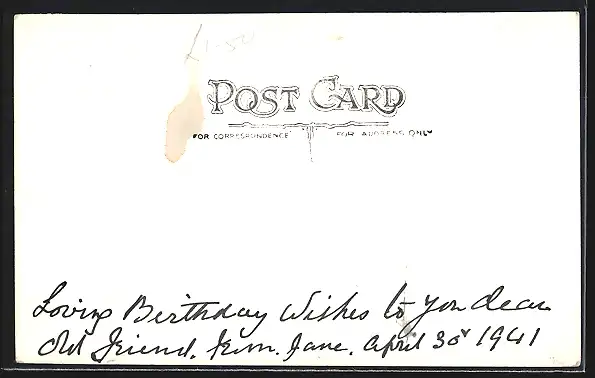 £1.50
POST CARD
FOR CORRESPONDENCE FOR ADDRESS ONLY
Loving Birthday Wishes to you dear
Old Friend. from. Jane. April 30 1941